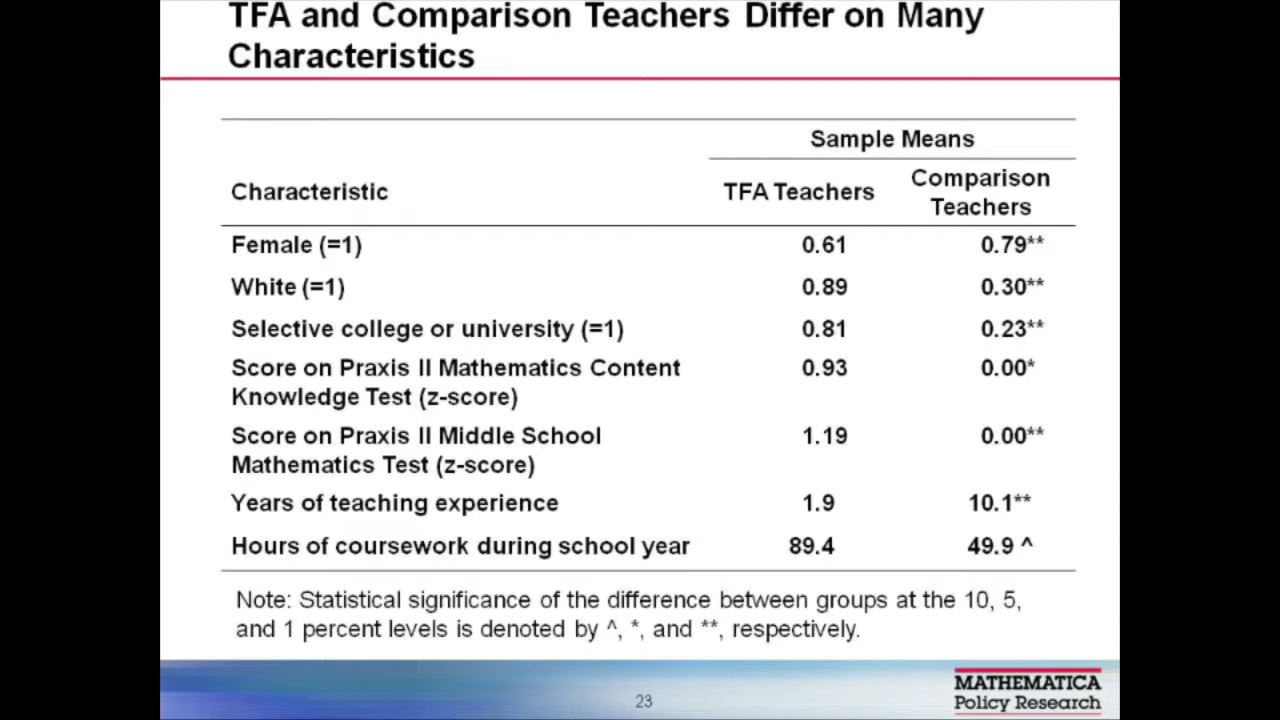 TFA and Comparison Teachers Differ on Many
Characteristics
Sample Means
Characteristic TFA Teachers Comparison Teachers
Female (=1) 0.61 0.79**
White (=1) 0.89 0.30**
Selective college or university (=1) 0.81 0.23**
Score on Praxis II Mathematics Content 0.93 0.00*
Knowledge Test (z-score)
Score on Praxis II Middle School 1.19 0.00**
Mathematics Test (z-score)
Years of teaching experience 1.9 10.1**
Hours of coursework during school year 89.4 49.9 ^
Note: Statistical significance of the difference between groups at the 10, 5,
and 1 percent levels is denoted by ^, *, and **, respectively.
23
MATHEMATICA
Policy Research